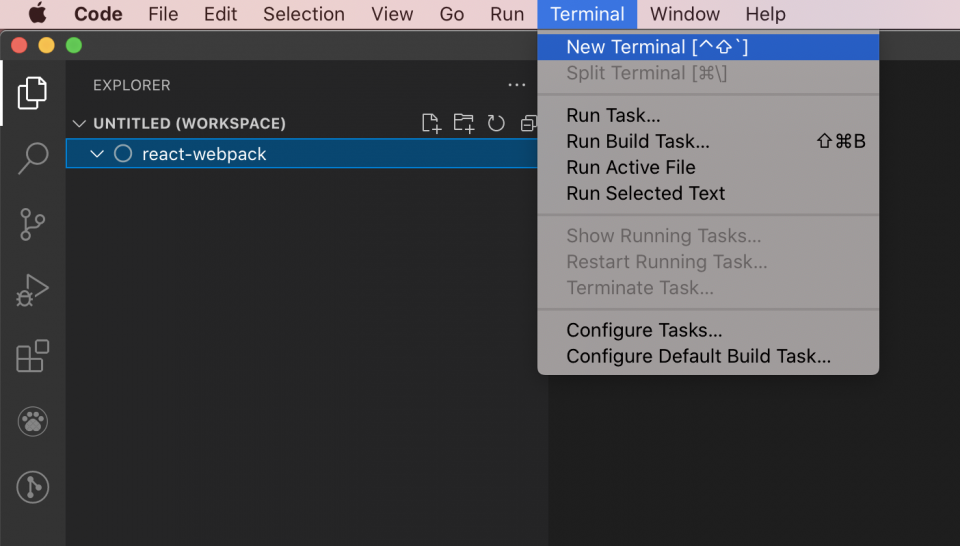 Code File Edit Selection View Go Run Terminal Window Help
EXPLORER ...
UNTITLED (WORKSPACE)
react-webpack
New Terminal [^⇧`]
Split Terminal [⌘\]
Run Task...
Run Build Task... ⇧⌘B
Run Active File
Run Selected Text
Show Running Tasks...
Restart Running Task...
Terminate Task...
Configure Tasks...
Configure Default Build Task...